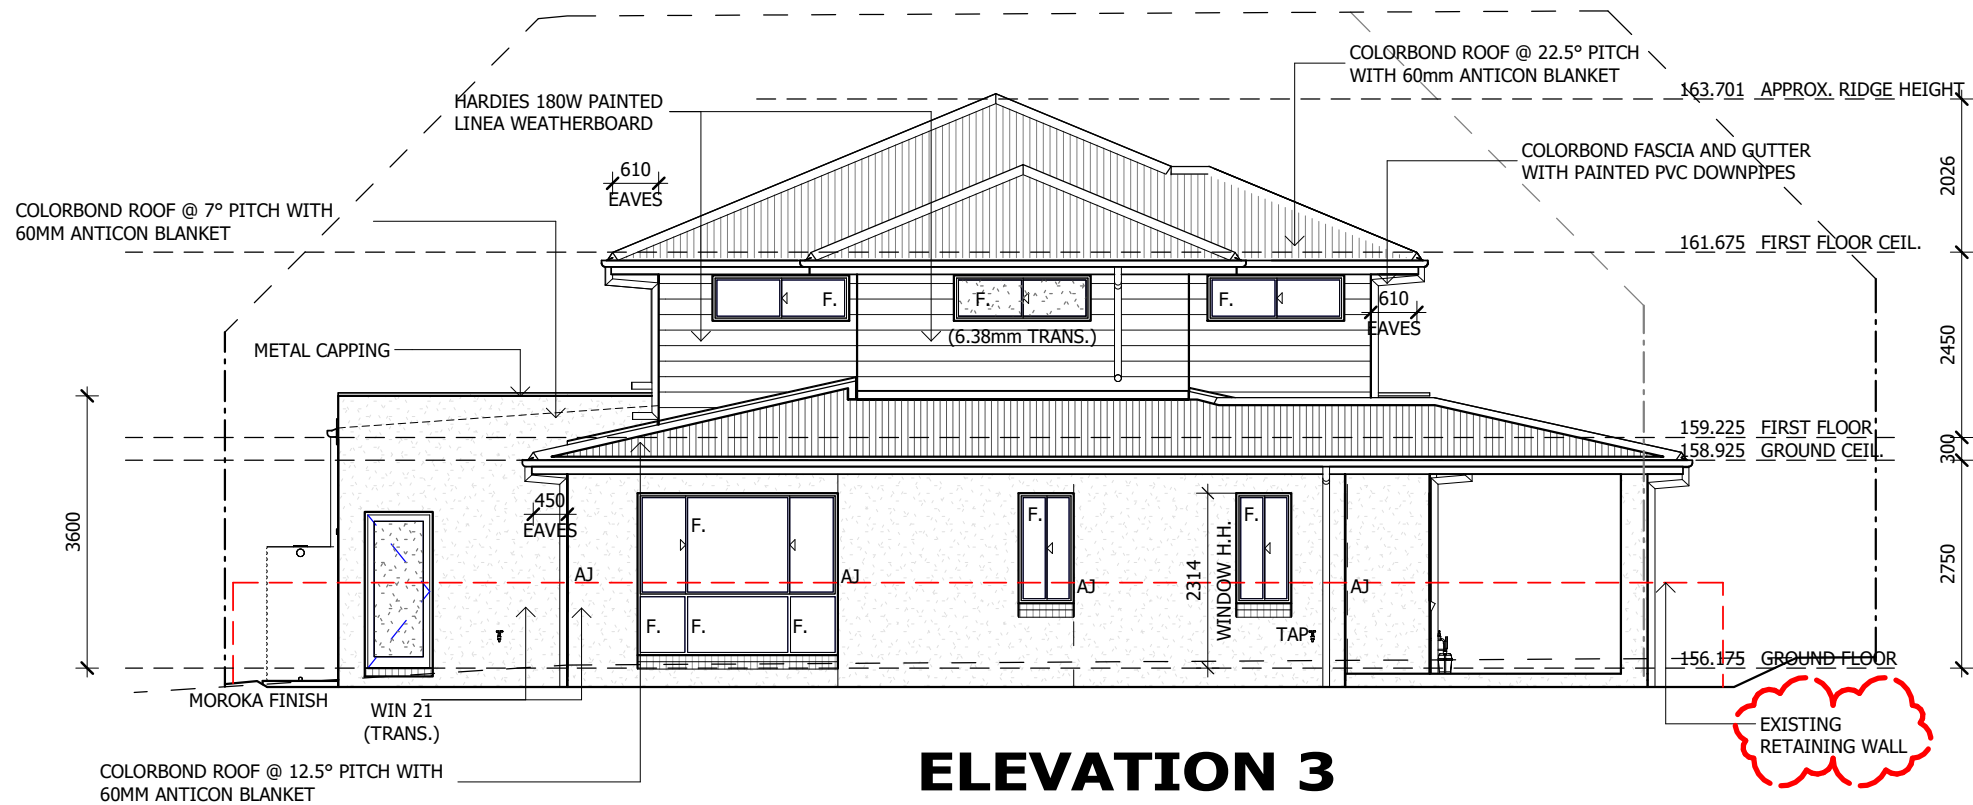 COLORBOND ROOF @ 22.5° PITCH
WITH 60mm ANTICON BLANKET
163.701 APPROX. RIDGE HEIGHT
HARDIES 180W PAINTED
LINEA WEATHERBOARD
COLORBOND FASCIA AND GUTTER
WITH PAINTED PVC DOWNPIPES
610
EAVES
2026
COLORBOND ROOF @ 7° PITCH WITH
60MM ANTICON BLANKET
161.675 FIRST FLOOR CEIL.
F.
F.
F.
610
EAVES
(6.38mm TRANS.)
METAL CAPPING
2450
159.225 FIRST FLOOR
300
158.925 GROUND CEIL.
3600
450
EAVES
F.
F.
F.
2314
WINDOW H.H.
2750
AJ
AJ
AJ
AJ
F.
F.
F.
TAP
156.175 GROUND FLOOR
MOROKA FINISH
WIN 21
(TRANS.)
EXISTING
RETAINING WALL
COLORBOND ROOF @ 12.5° PITCH WITH
60MM ANTICON BLANKET
ELEVATION 3